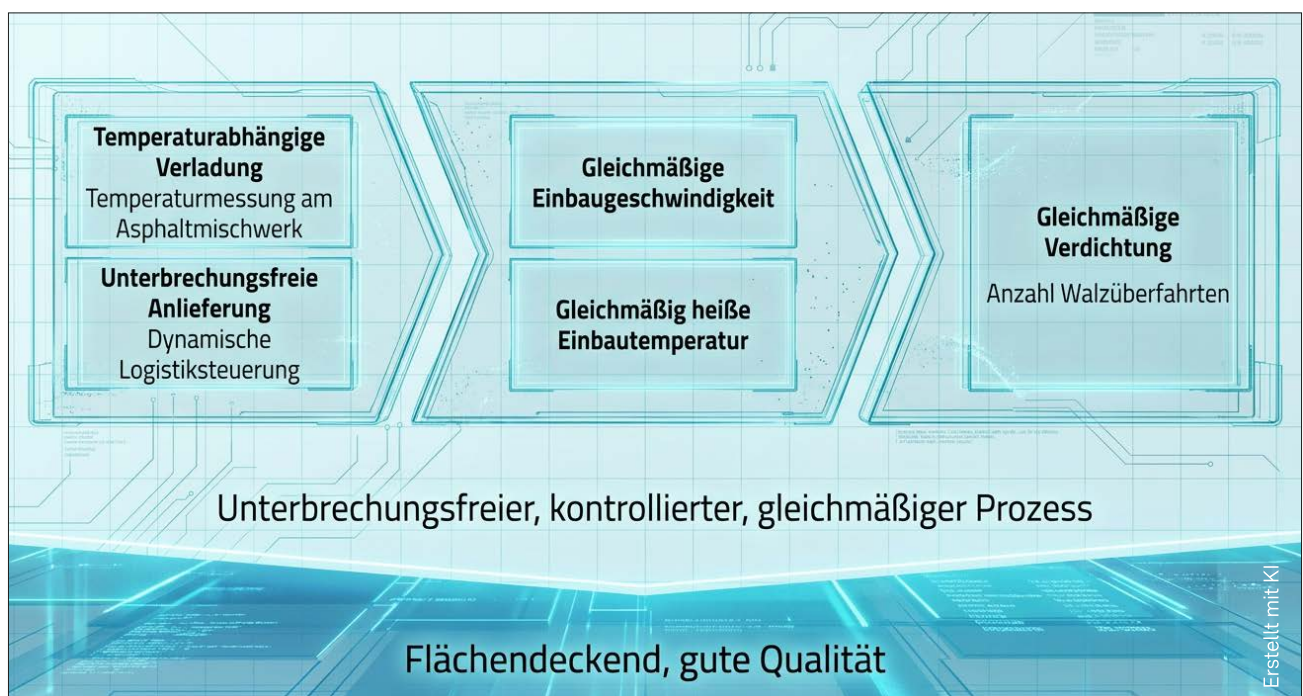 Temperaturabhängige
Verladung
Temperaturmessung am
Asphaltmischwerk
Unterbrechungsfreie
Anlieferung
Dynamische
Logistiksteuerung
Gleichmäßige
Einbaugeschwindigkeit
Gleichmäßig heiße
Einbautemperatur
Gleichmäßige
Verdichtung
Anzahl Walzüberfahrten
Unterbrechungsfreier, kontrollierter, gleichmäßiger Prozess
Flächendeckend, gute Qualität
Erstellt mit KI